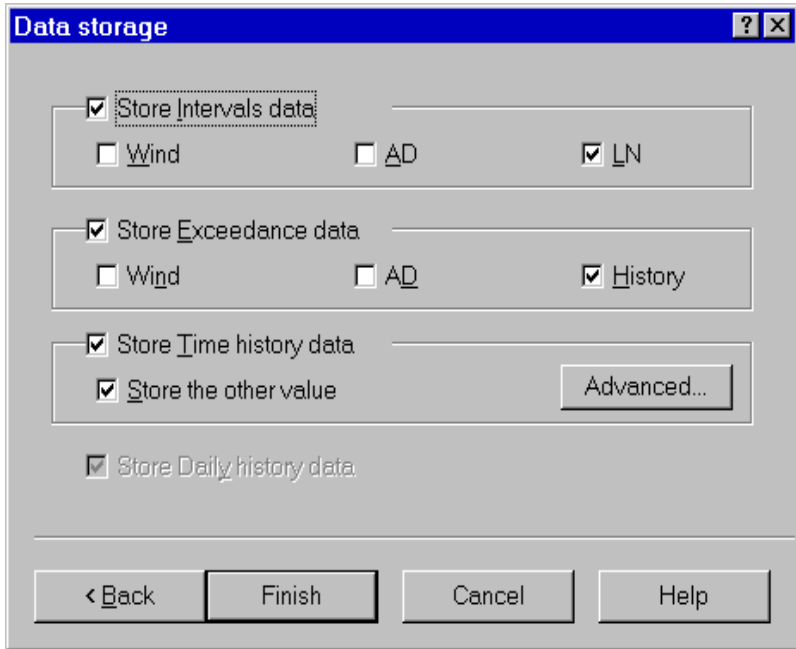 Data storage
Store Intervals data
Wind AD LN
Store Exceedance data
Wind AD History
Store Time history data
Store the other value Advanced...
Store Daily history data
< Back Finish Cancel Help